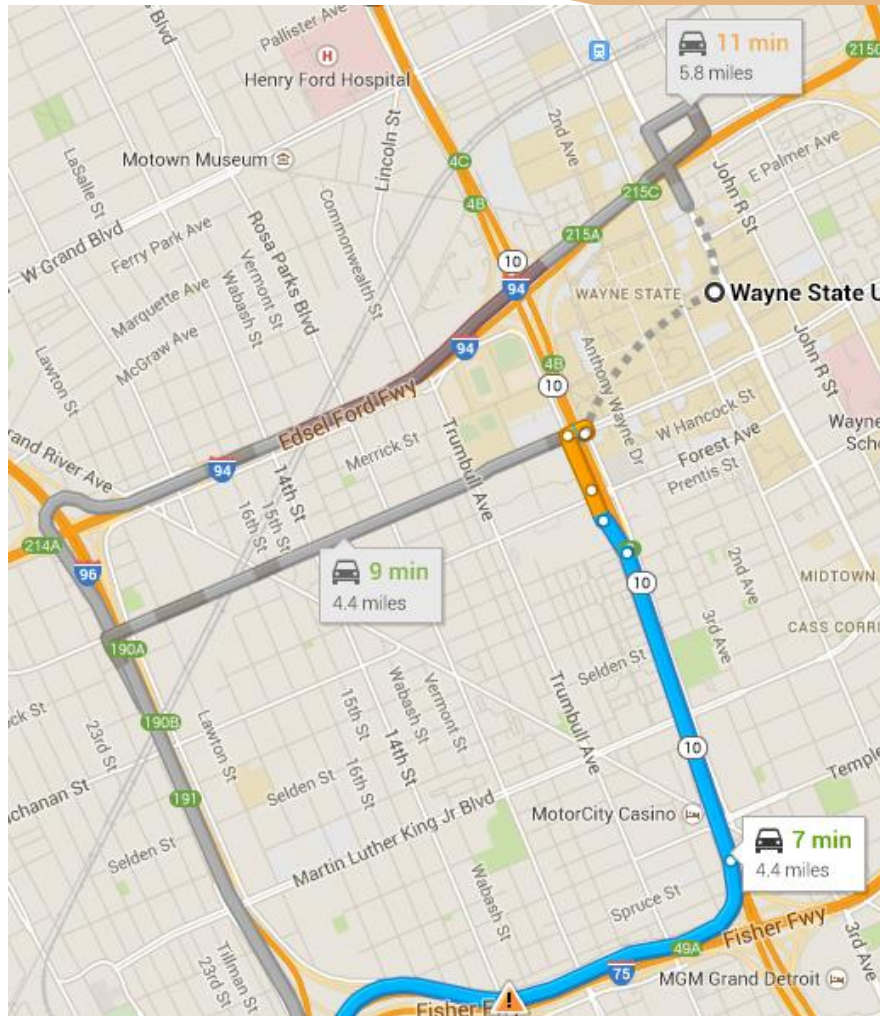 Pallister Ave
H
Henry Ford Hospital
11 min
5.8 miles
215C
2nd Ave
LaSalle St
Motown Museum
Lincoln St
4C
4B
215C
John R St
E Palmer Ave
W Grand Blvd
Ferry Park Ave
Rosa Parks Blvd
Commonwealth St
215A
10
94
WAYNE STATE
Wayne State U
Marquette Ave
Vermont St
Wabash St
McGraw Ave
94
4B
10
Anthony Wayne Dr
John R St
Lawton St
Edsel Ford Fwy
W Hancock St
Wayne
Forest Ave
Prentis St
Merrick St
Trumbull Ave
94
14th St
15th St
16th St
214A
96
9 min
4.4 miles
10
2nd Ave
MIDTOWN
3rd Ave
CASS CORRI
190A
Selden St
190B
23rd St
Lawton St
15th St
Wabash St
Vermont St
14th St
16th St
Trumbull Ave
10
Temple
191
Selden St
MotorCity Casino
Martin Luther King Jr Blvd
7 min
4.4 miles
Selden St
Wabash St
Spruce St
49A
Fisher Fwy
3rd Ave
Tillman St
23rd St
75
MGM Grand Detroit